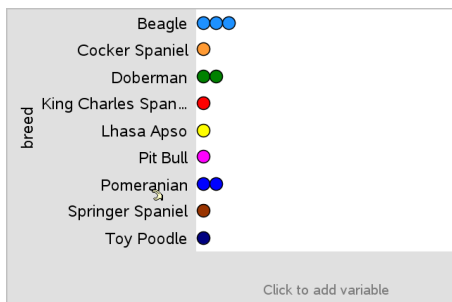 Beagle
Cocker Spaniel
Doberman
King Charles Span...
Lhasa Apso
Pit Bull
Pomeranian
Springer Spaniel
Toy Poodle
breed
Click to add variable